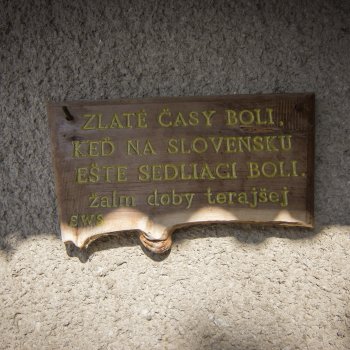 ZLATÉ ČASY BOLI,
KEĎ NA SLOVENSKU
EŠTE SEDLIACI BOLI.
žalm doby terajšej
EWS